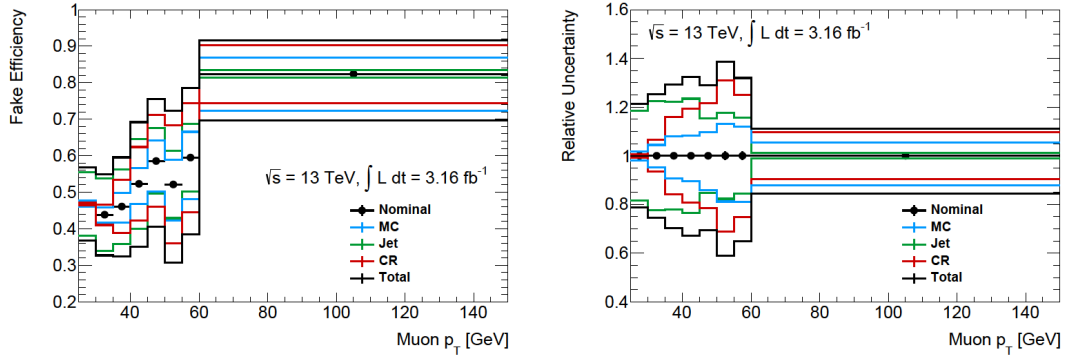 Fake Efficiency
0.9
0.8
0.7
0.6
0.5
0.4
0.3
0.2
√s = 13 TeV, ∫ L dt = 3.16 fb⁻¹
Nominal
MC
Jet
CR
Total
40 60 80 100 120 140
Muon p_T [GeV]
Relative Uncertainty
1.6
1.4
1.2
1
0.8
0.6
0.4
√s = 13 TeV, ∫ L dt = 3.16 fb⁻¹
Nominal
MC
Jet
CR
Total
40 60 80 100 120 140
Muon p_T [GeV]